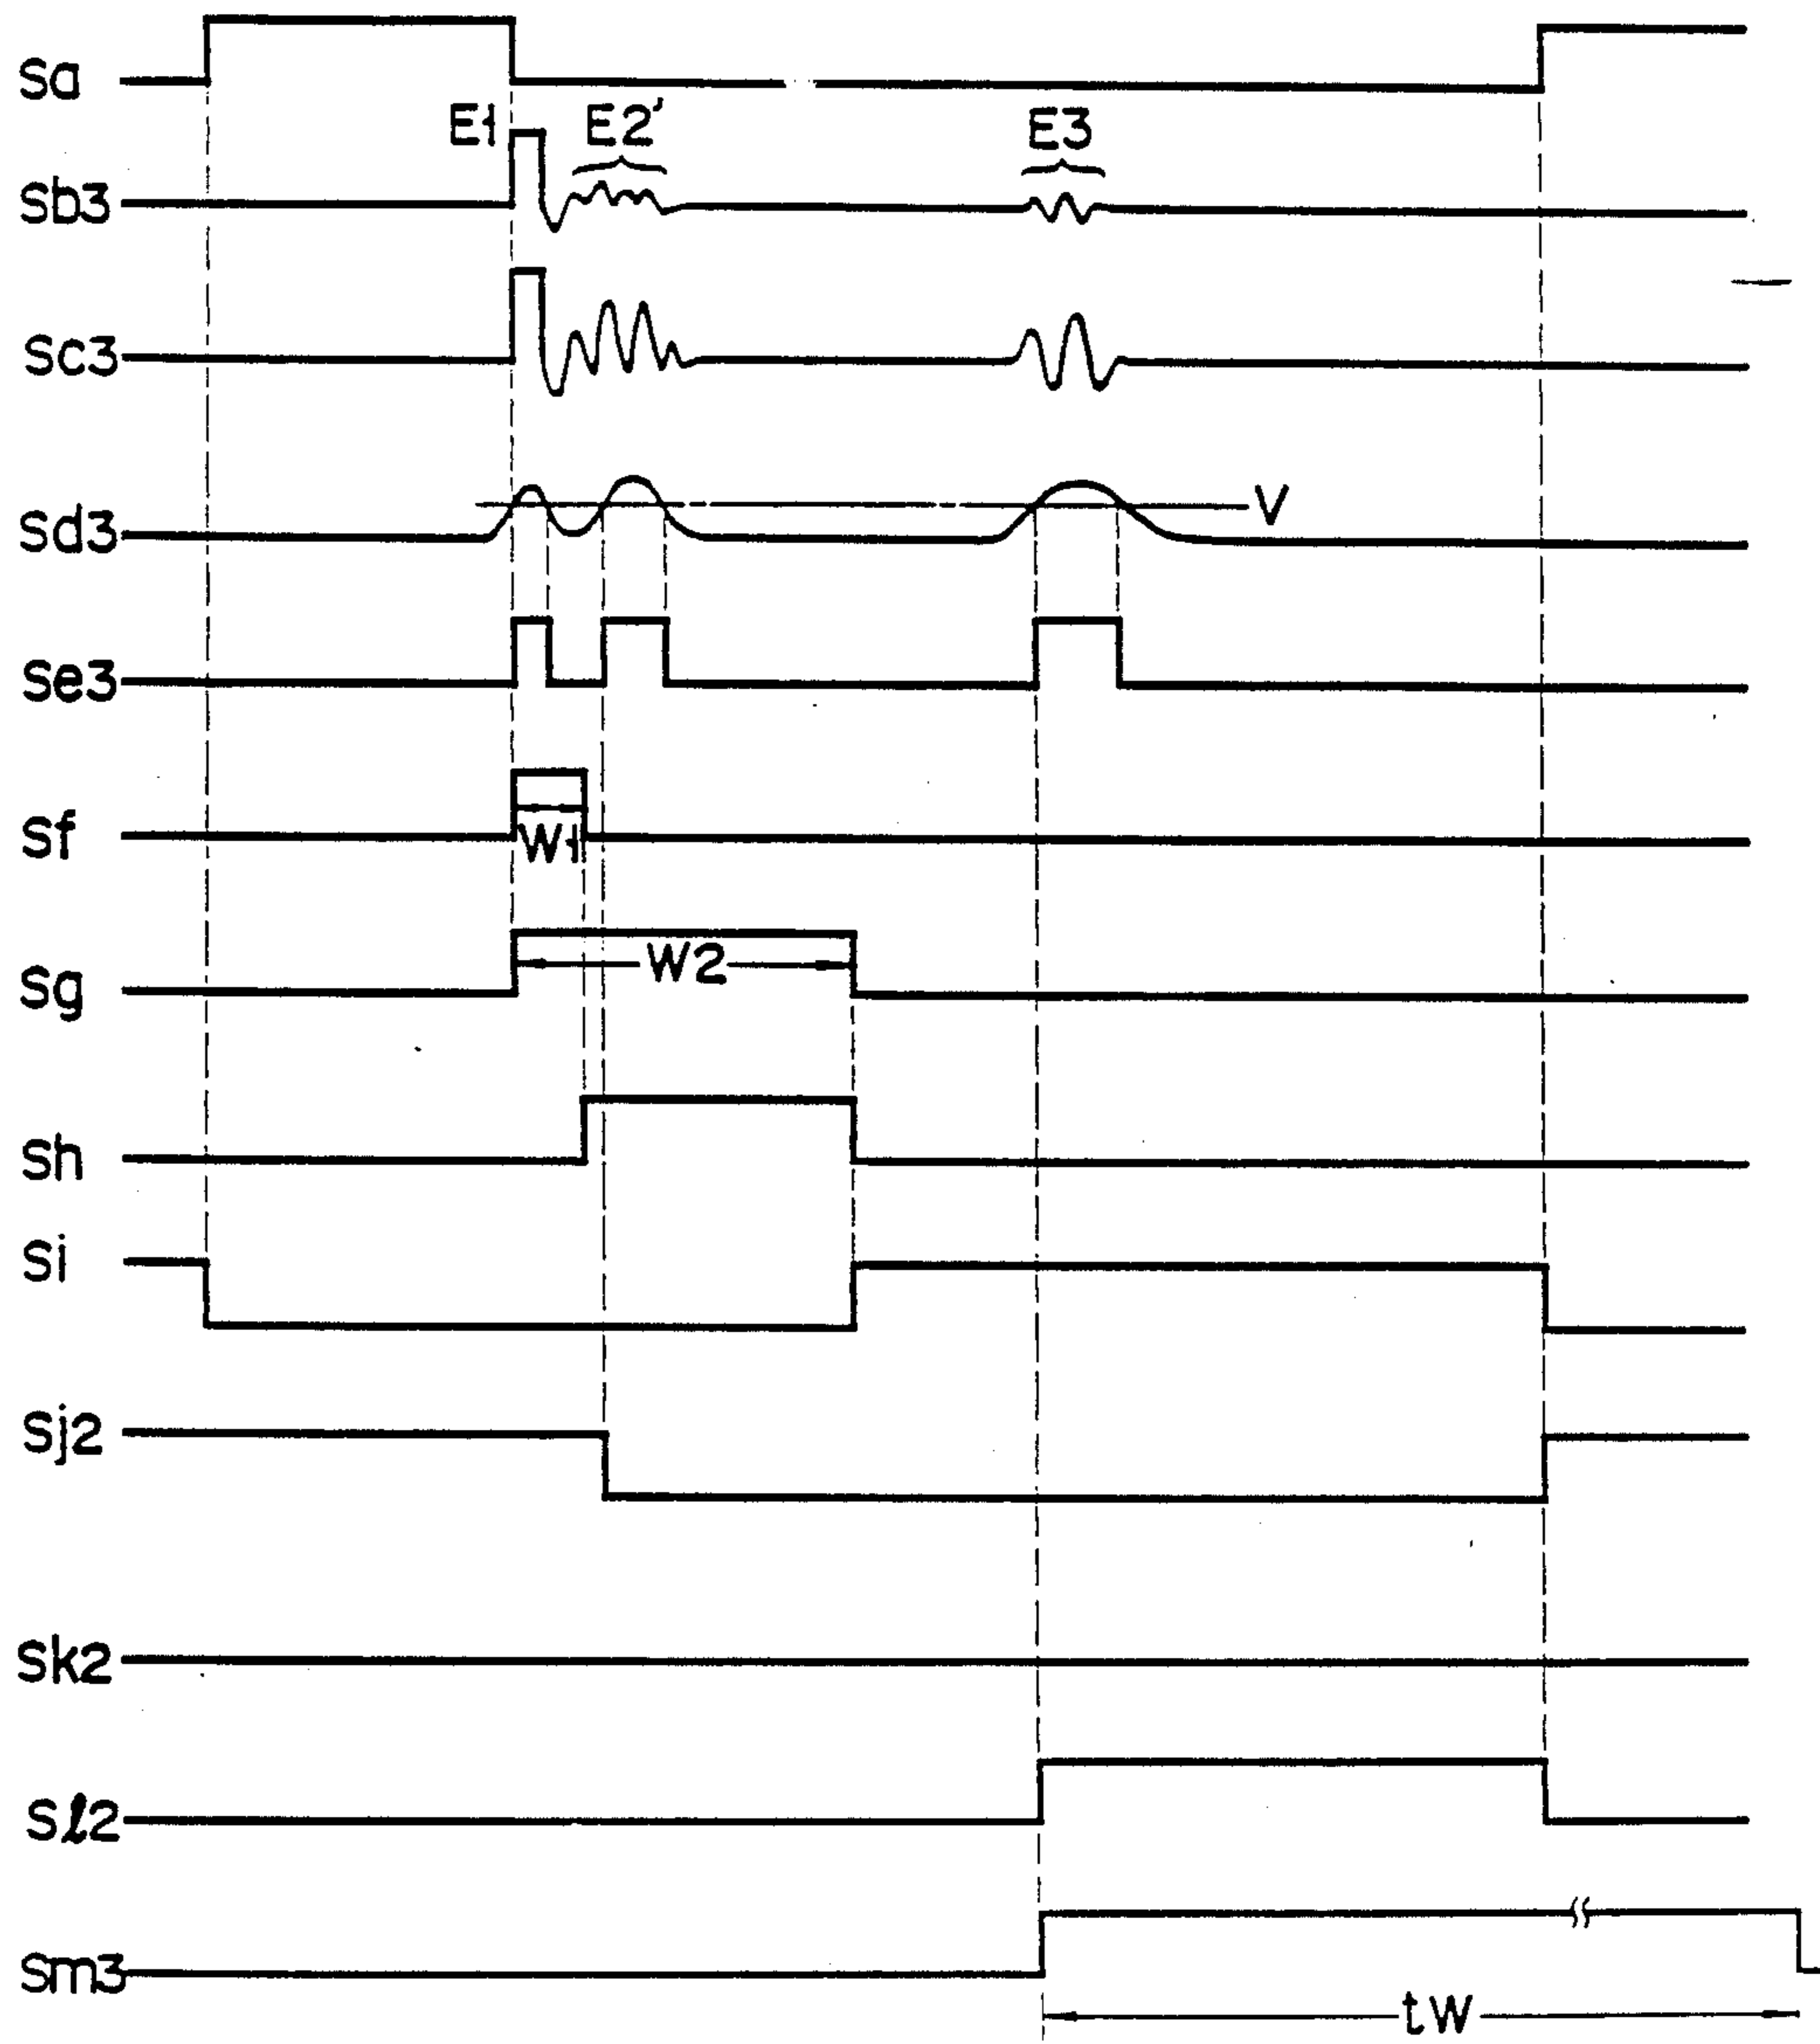 Sa
E1 E2' E3
Sb3
Sc3
V
Sd3
Se3
Sf
W1
W2
Sg
Sh
Si
Sj2
Sk2
Sl2
Sm3
tW